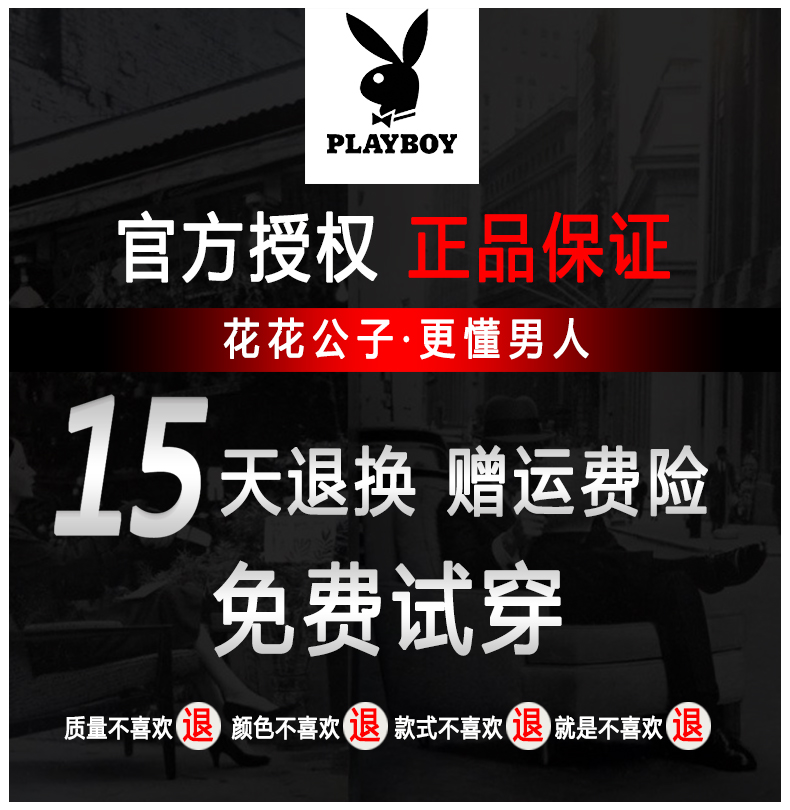 PLAYBOY
官方授权 正品保证
花花公子·更懂男人
15天退换 赠运费险
免费试穿
质量不喜欢退 颜色不喜欢退 款式不喜欢退 就是不喜欢退